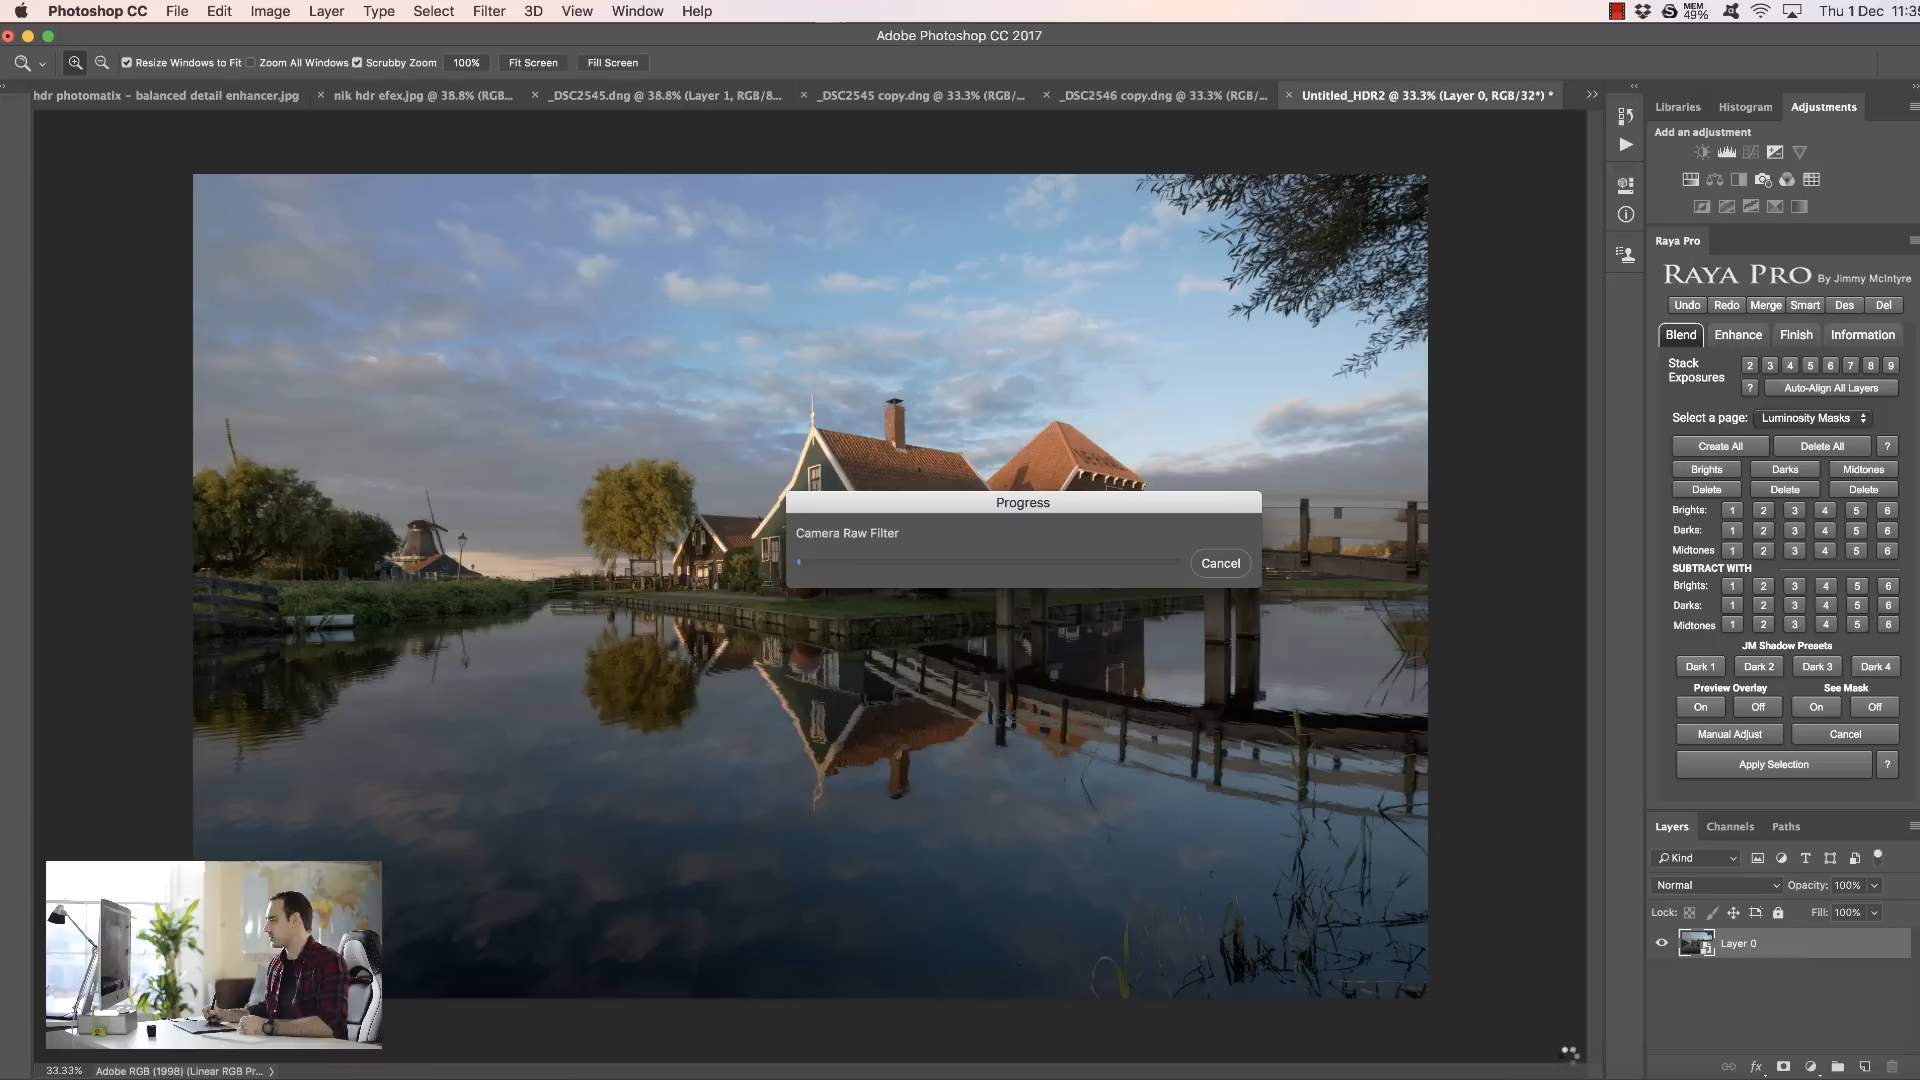 Photoshop CC File Edit Image Layer Type Select Filter 3D View Window Help MEM 49% Thu 1 Dec 11:35
Adobe Photoshop CC 2017
Resize Windows to Fit Zoom All Windows Scrubby Zoom 100% Fit Screen Fill Screen
hdr photomatix - balanced detail enhancer.jpg × nik hdr efex.jpg @ 38.8% (RGB... × _DSC2545.dng @ 38.8% (Layer 1, RGB/8... × _DSC2545 copy.dng @ 33.3% (RGB/... × _DSC2546 copy.dng @ 33.3% (RGB/... × Untitled_HDR2 @ 33.3% (Layer 0, RGB/32*) *
Libraries Histogram Adjustments
Add an adjustment
Raya Pro
RAYA PRO By Jimmy McIntyre
Undo Redo Merge Smart Des Del
Blend Enhance Finish Information
Stack Exposures 2 3 4 5 6 7 8 9
? Auto-Align All Layers
Select a page: Luminosity Masks
Create All Delete All ?
Brights Darks Midtones
Delete Delete Delete
Brights: 1 2 3 4 5 6
Darks: 1 2 3 4 5 6
Midtones 1 2 3 4 5 6
SUBTRACT WITH
Brights: 1 2 3 4 5 6
Darks: 1 2 3 4 5 6
Midtones 1 2 3 4 5 6
JM Shadow Presets
Dark 1 Dark 2 Dark 3 Dark 4
Preview Overlay See Mask
On Off On Off
Manual Adjust Cancel
Apply Selection ?
Progress
Camera Raw Filter
Cancel
Layers Channels Paths
Kind
Normal Opacity: 100%
Lock: Fill: 100%
Layer 0
fx
33.33% Adobe RGB (1998) (Linear RGB Pr...